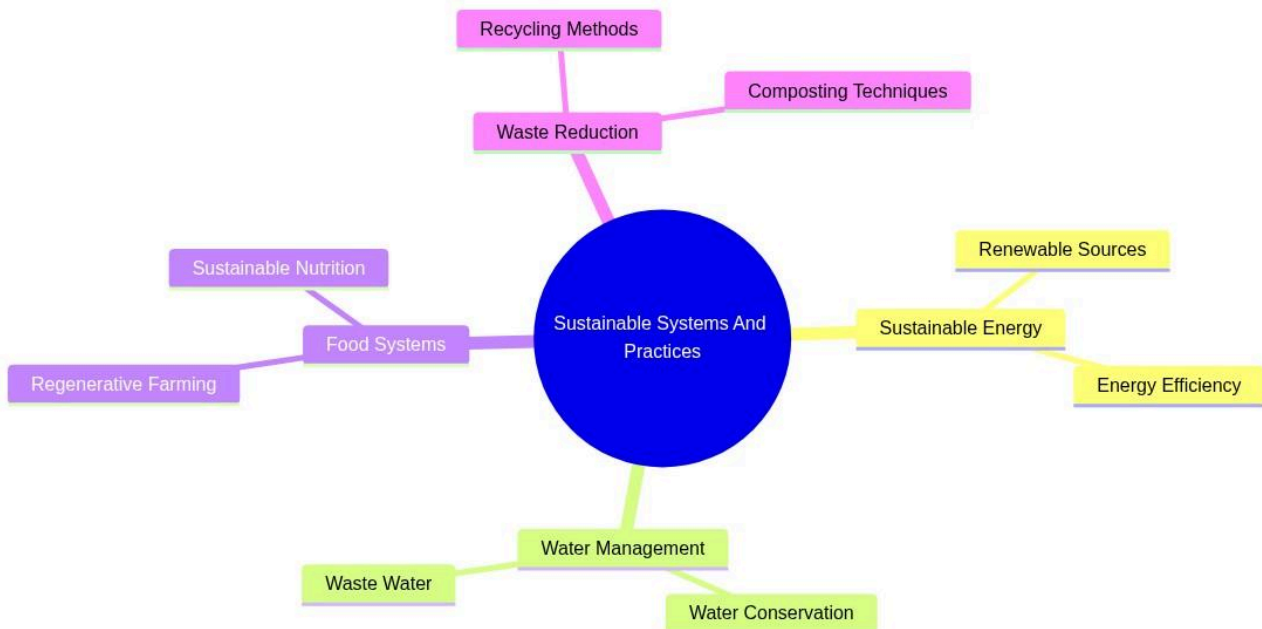 Recycling Methods
Composting Techniques
Waste Reduction
Renewable Sources
Sustainable Nutrition
Sustainable Systems And
Practices
Sustainable Energy
Food Systems
Regenerative Farming
Energy Efficiency
Water Management
Waste Water
Water Conservation